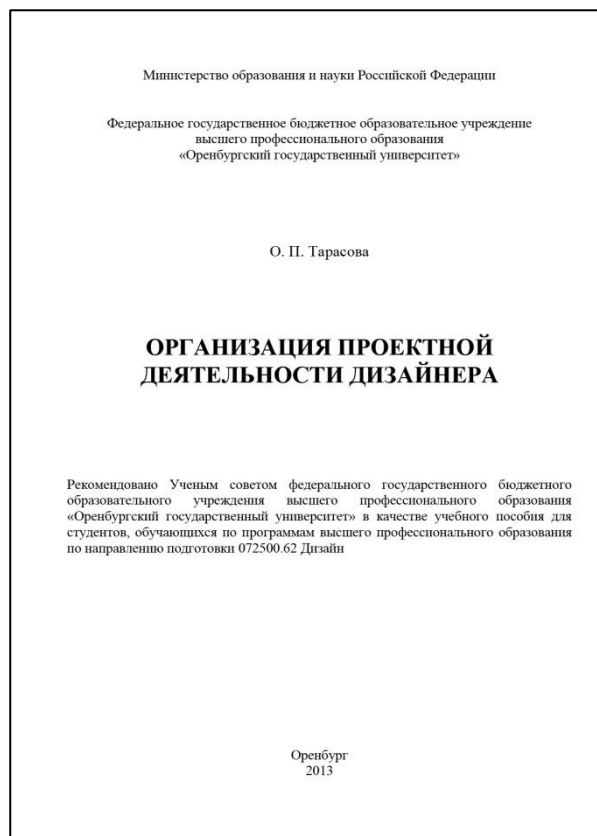 Министерство образования и науки Российской Федерации
Федеральное государственное бюджетное образовательное учреждение
высшего профессионального образования
«Оренбургский государственный университет»
О. П. Тарасова
ОРГАНИЗАЦИЯ ПРОЕКТНОЙ
ДЕЯТЕЛЬНОСТИ ДИЗАЙНЕРА
Рекомендовано Ученым советом федерального государственного бюджетного
образовательного учреждения высшего профессионального образования
«Оренбургский государственный университет» в качестве учебного пособия для
студентов, обучающихся по программам высшего профессионального образования
по направлению подготовки 072500.62 Дизайн
Оренбург
2013